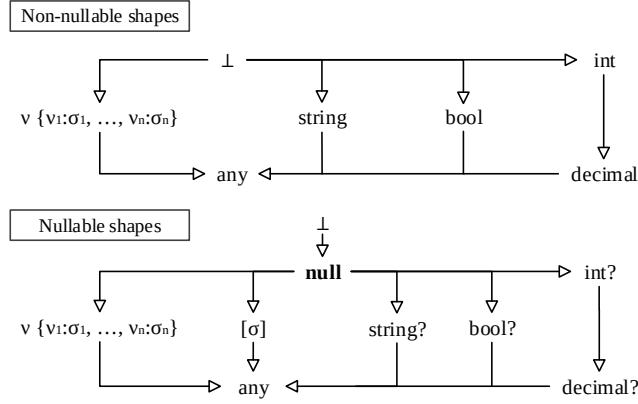 Non-nullable shapes
⊥ int
ν {ν₁:σ₁, …, νₙ:σₙ} string bool
any decimal
Nullable shapes
⊥
null int?
ν {ν₁:σ₁, …, νₙ:σₙ} [σ] string? bool?
any decimal?